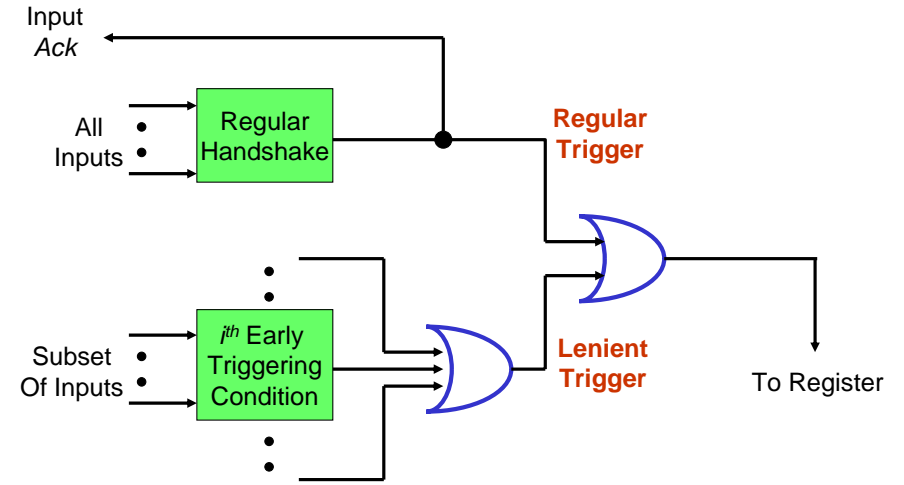 Input
Ack
All
Inputs
Regular
Handshake
Regular
Trigger
Subset
Of Inputs
ith Early
Triggering
Condition
Lenient
Trigger
To Register